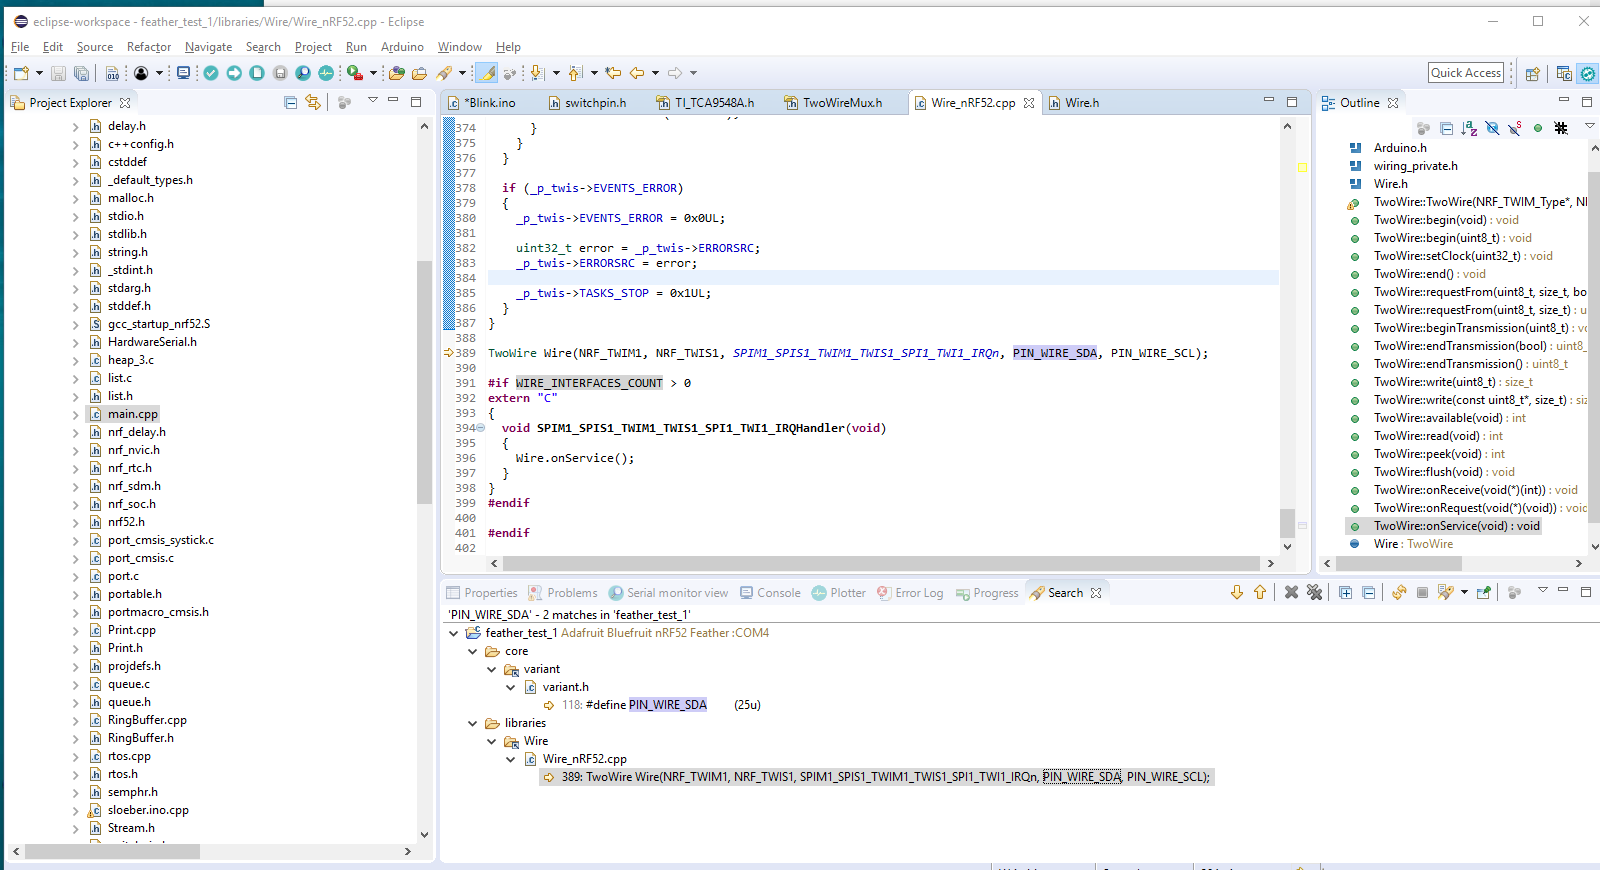 eclipse-workspace - feather_test_1/libraries/Wire/Wire_nRF52.cpp - Eclipse
File Edit Source Refactor Navigate Search Project Run Arduino Window Help
Quick Access
Project Explorer
delay.h
c++config.h
cstddef
_default_types.h
malloc.h
stdio.h
stdlib.h
string.h
_stdint.h
stdarg.h
stddef.h
gcc_startup_nrf52.S
HardwareSerial.h
heap_3.c
list.c
list.h
main.cpp
nrf_delay.h
nrf_nvic.h
nrf_rtc.h
nrf_sdm.h
nrf_soc.h
nrf52.h
port_cmsis_systick.c
port_cmsis.c
port.c
portable.h
portmacro_cmsis.h
Print.cpp
Print.h
projdefs.h
queue.c
queue.h
RingBuffer.cpp
RingBuffer.h
rtos.cpp
rtos.h
semphr.h
sloeber.ino.cpp
Stream.h
*Blink.ino switchpin.h TI_TCA9548A.h TwoWireMux.h Wire_nRF52.cpp Wire.h
374 }
375 }
376 }
377
378 if (_p_twis->EVENTS_ERROR)
379 {
380 _p_twis->EVENTS_ERROR = 0x0UL;
381
382 uint32_t error = _p_twis->ERRORSRC;
383 _p_twis->ERRORSRC = error;
384
385 _p_twis->TASKS_STOP = 0x1UL;
386 }
387 }
388
389 TwoWire Wire(NRF_TWIM1, NRF_TWIS1, SPIM1_SPIS1_TWIM1_TWIS1_SPI1_TWI1_IRQn, PIN_WIRE_SDA, PIN_WIRE_SCL);
390
391 #if WIRE_INTERFACES_COUNT > 0
392 extern "C"
393 {
394 void SPIM1_SPIS1_TWIM1_TWIS1_SPI1_TWI1_IRQHandler(void)
395 {
396 Wire.onService();
397 }
398 }
399 #endif
400
401 #endif
402
Outline
Arduino.h
wiring_private.h
Wire.h
TwoWire::TwoWire(NRF_TWIM_Type*, NI
TwoWire::begin(void) : void
TwoWire::begin(uint8_t) : void
TwoWire::setClock(uint32_t) : void
TwoWire::end() : void
TwoWire::requestFrom(uint8_t, size_t, bo
TwoWire::requestFrom(uint8_t, size_t) : u
TwoWire::beginTransmission(uint8_t) : vo
TwoWire::endTransmission(bool) : uint8_
TwoWire::endTransmission() : uint8_t
TwoWire::write(uint8_t) : size_t
TwoWire::write(const uint8_t*, size_t) : siz
TwoWire::available(void) : int
TwoWire::read(void) : int
TwoWire::peek(void) : int
TwoWire::flush(void) : void
TwoWire::onReceive(void(*)(int)) : void
TwoWire::onRequest(void(*)(void)) : voic
TwoWire::onService(void) : void
Wire : TwoWire
Properties Problems Serial monitor view Console Plotter Error Log Progress Search
'PIN_WIRE_SDA' - 2 matches in 'feather_test_1'
feather_test_1 Adafruit Bluefruit nRF52 Feather :COM4
core
variant
variant.h
118: #define PIN_WIRE_SDA (25u)
libraries
Wire
Wire_nRF52.cpp
389: TwoWire Wire(NRF_TWIM1, NRF_TWIS1, SPIM1_SPIS1_TWIM1_TWIS1_SPI1_TWI1_IRQn, PIN_WIRE_SDA, PIN_WIRE_SCL);